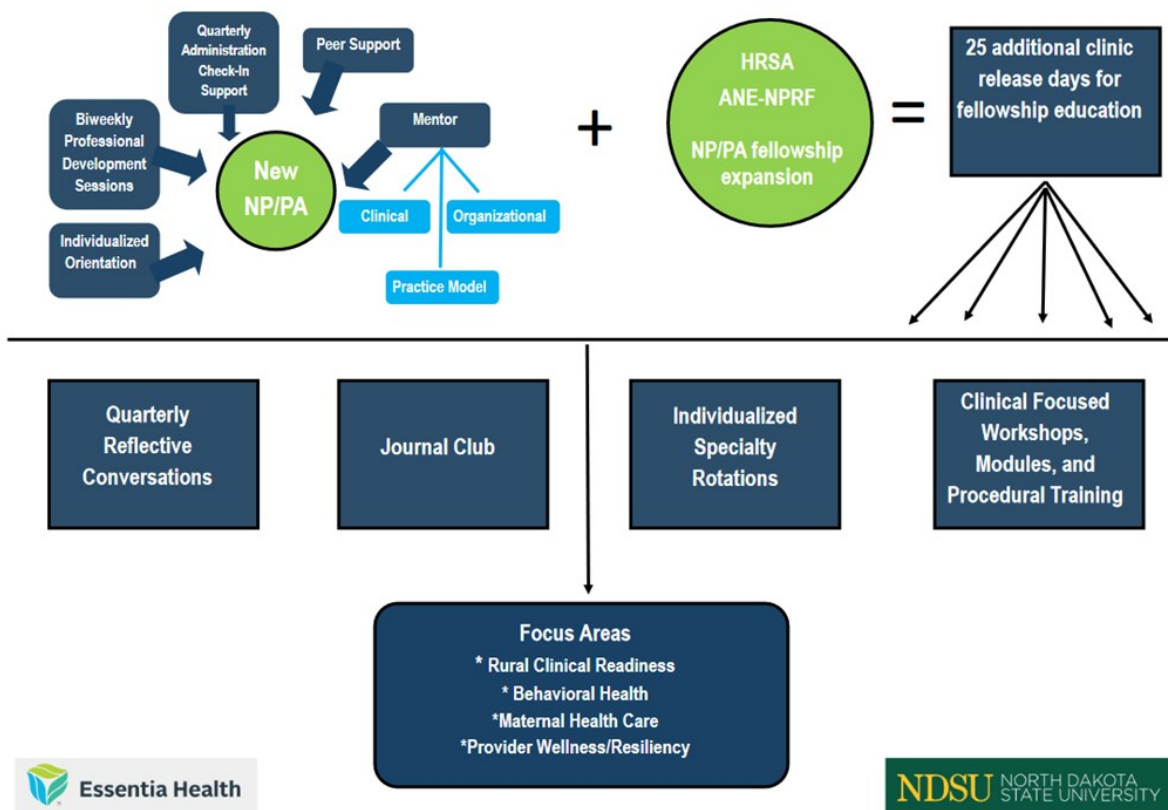 Quarterly
Administration
Check-In
Support
Peer Support
Biweekly
Professional
Development
Sessions
New
NP/PA
Mentor
Clinical
Organizational
Practice Model
Individualized
Orientation
+
HRSA
ANE-NPRF
NP/PA fellowship
expansion
=
25 additional clinic
release days for
fellowship education
Quarterly
Reflective
Conversations
Journal Club
Individualized
Specialty
Rotations
Clinical Focused
Workshops,
Modules, and
Procedural Training
Focus Areas
* Rural Clinical Readiness
* Behavioral Health
*Maternal Health Care
*Provider Wellness/Resiliency
Essentia Health
NDSU NORTH DAKOTA
STATE UNIVERSITY